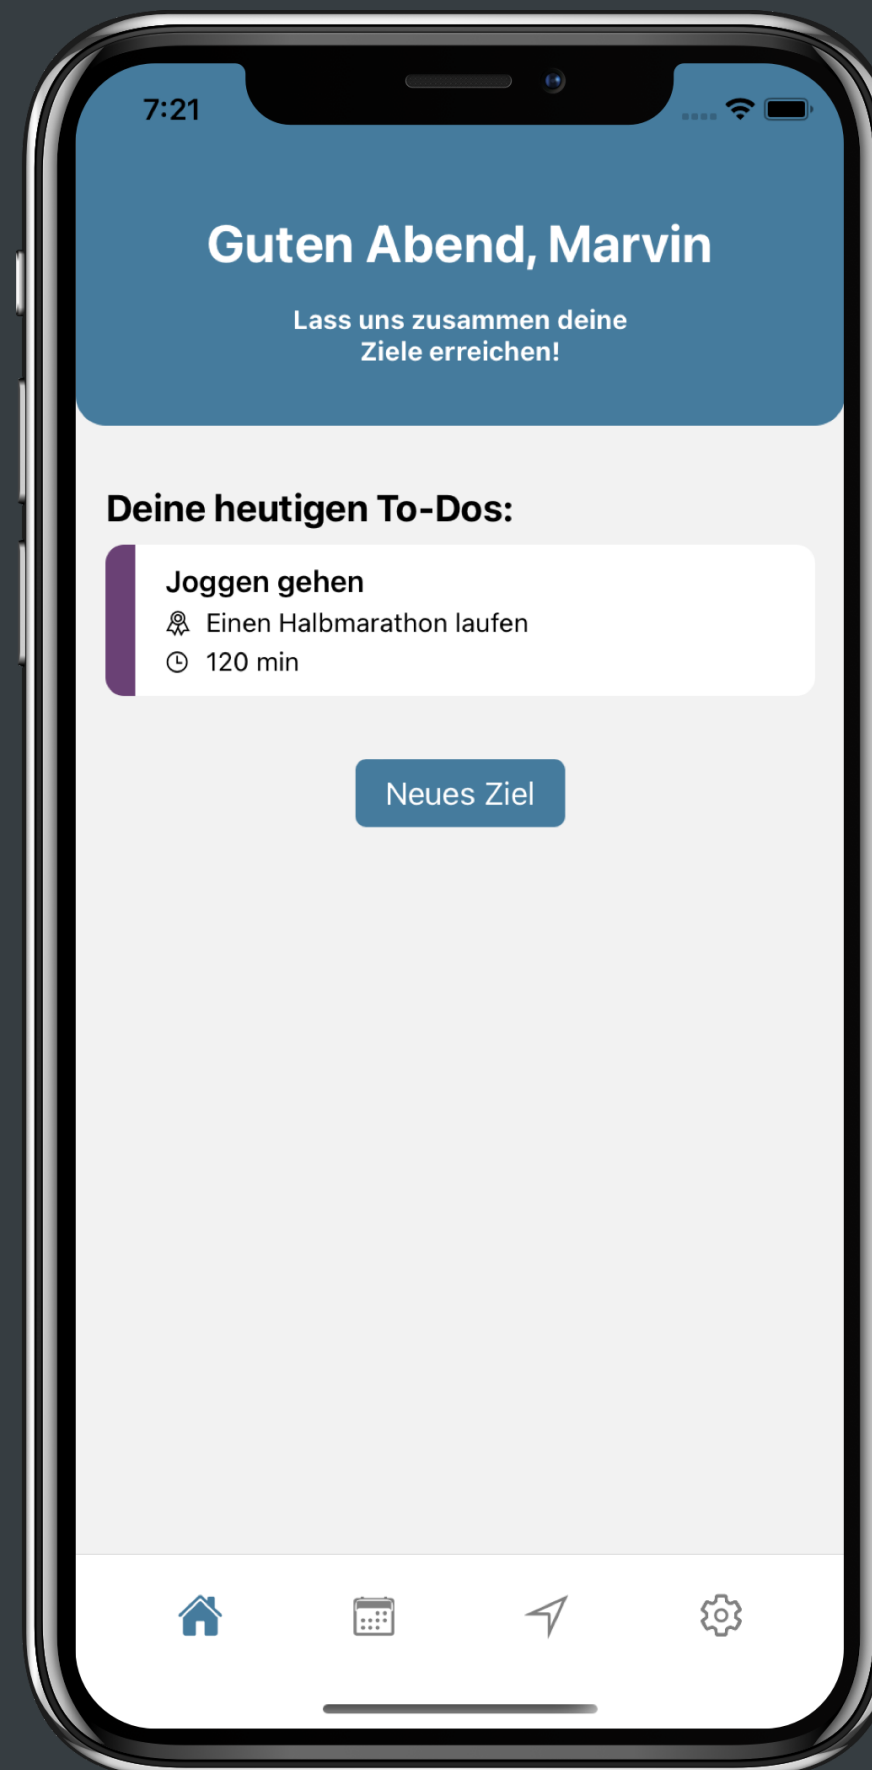 7:21
Guten Abend, Marvin
Lass uns zusammen deine
Ziele erreichen!
Deine heutigen To-Dos:
Joggen gehen
Einen Halbmarathon laufen
120 min
Neues Ziel